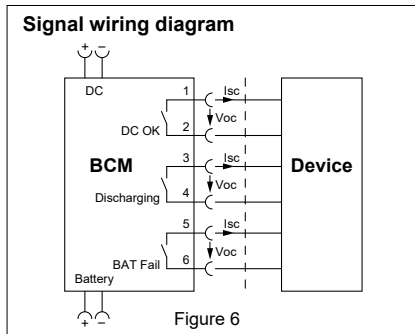 Signal wiring diagram
+ −
DC
1 Isc
Voc
DC OK 2
3 Isc
BCM Device
Voc
Discharging 4
5 Isc
Voc
BAT Fail 6
Battery
+ −
Figure 6